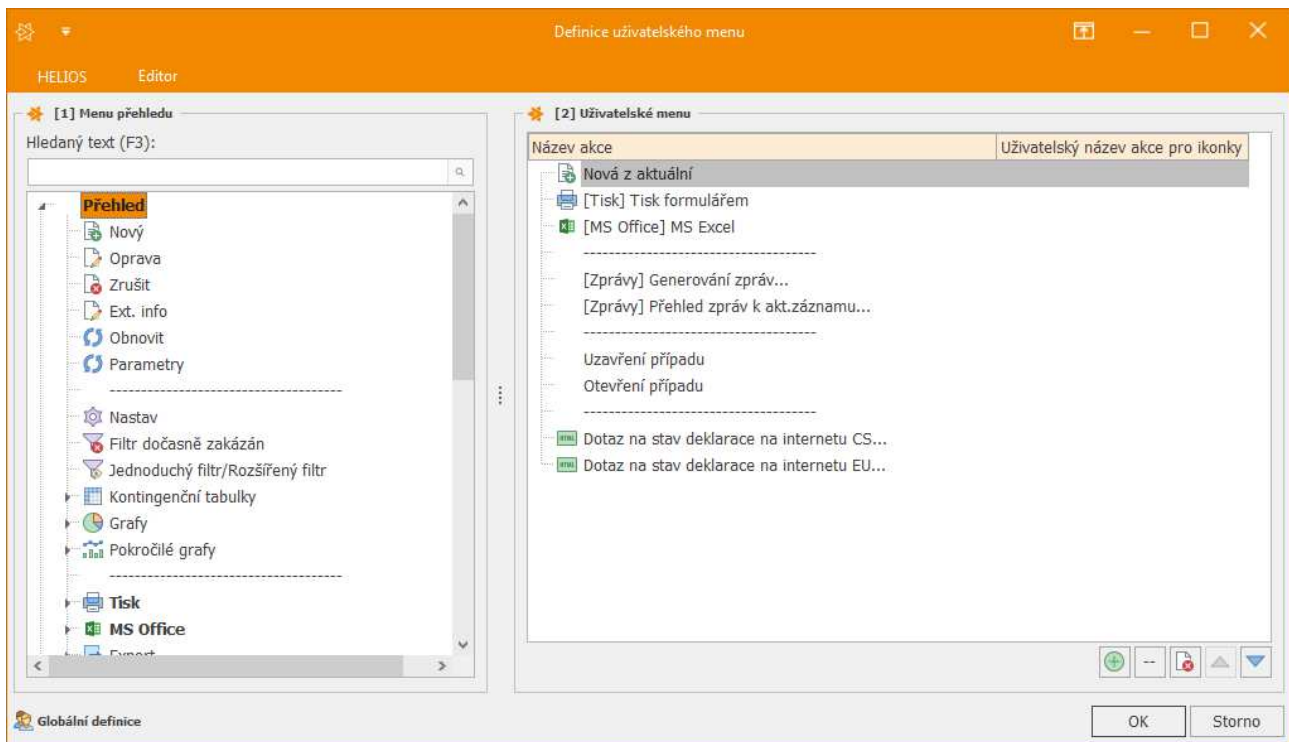 Definice uživatelského menu
HELIOS Editor
[1] Menu přehledu
Hledaný text (F3):
Přehled
Nový
Oprava
Zrušit
Ext. info
Obnovit
Parametry
-------------------------------------
Nastav
Filtr dočasně zakázán
Jednoduchý filtr/Rozšířený filtr
Kontingenční tabulky
Grafy
Pokročilé grafy
-------------------------------------
Tisk
MS Office
Export
[2] Uživatelské menu
Název akce Uživatelský název akce pro ikonky
Nová z aktuální
[Tisk] Tisk formulářem
[MS Office] MS Excel
-------------------------------------
[Zprávy] Generování zpráv...
[Zprávy] Přehled zpráv k akt.záznamu...
-------------------------------------
Uzavření případu
Otevření případu
-------------------------------------
HTML Dotaz na stav deklarace na internetu CS...
HTML Dotaz na stav deklarace na internetu EU...
--
Globální definice
OK Storno